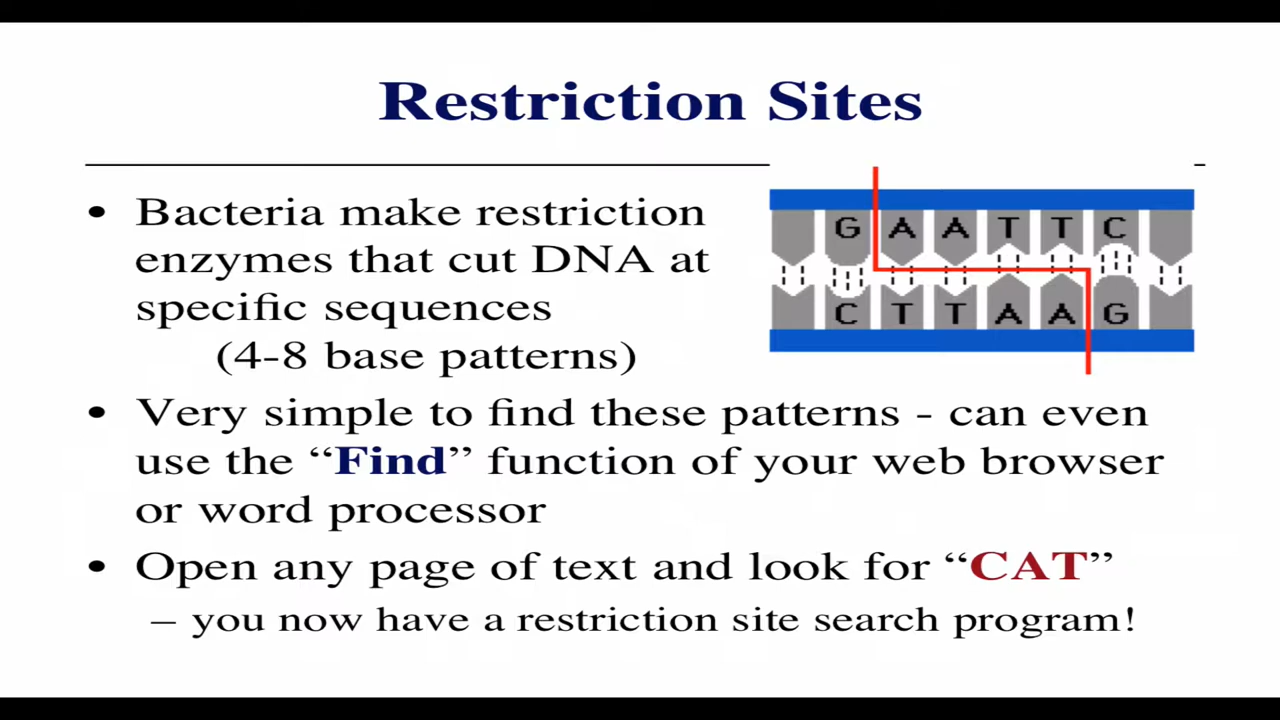 Restriction Sites
• Bacteria make restriction
enzymes that cut DNA at
specific sequences
(4-8 base patterns)
G A A T T C
C T T A A G
• Very simple to find these patterns - can even
use the “Find” function of your web browser
or word processor
• Open any page of text and look for “CAT”
– you now have a restriction site search program!